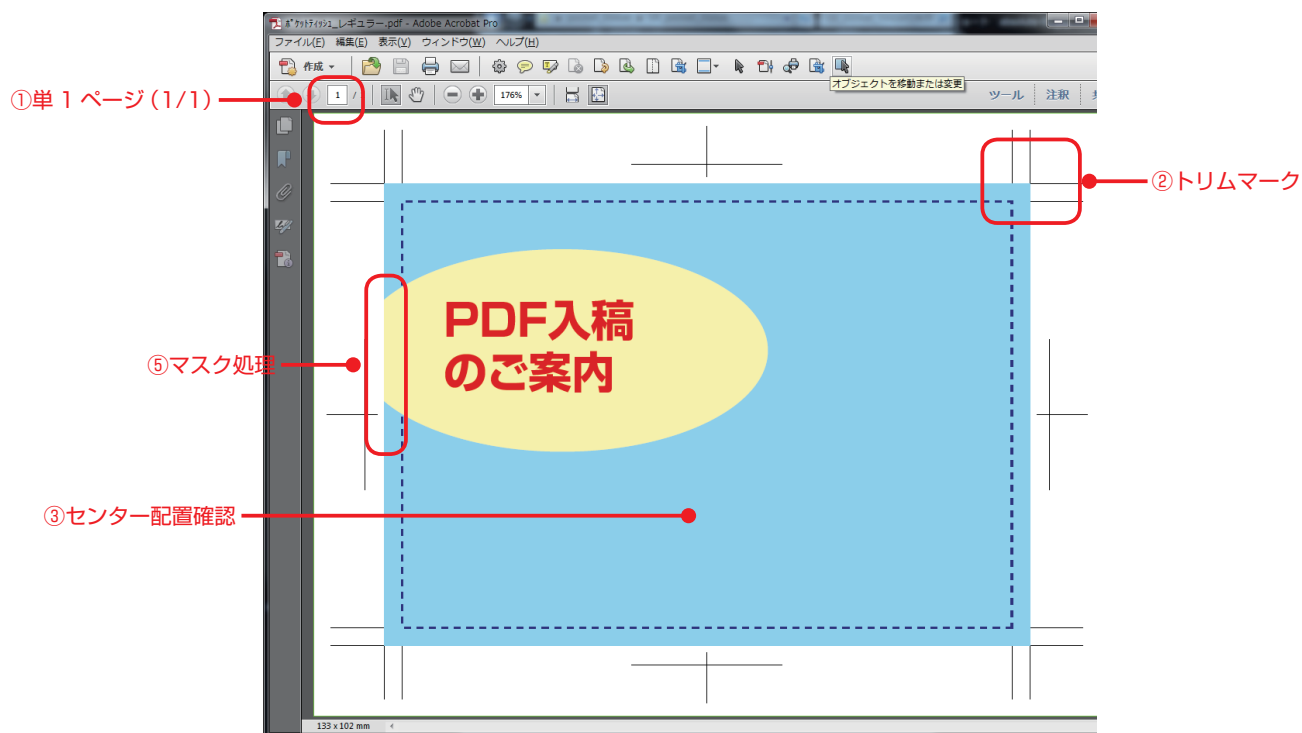 ポケットティッシュ_レギュラー.pdf - Adobe Acrobat Pro
ファイル(F) 編集(E) 表示(V) ウィンドウ(W) ヘルプ(H)
作成
オブジェクトを移動または変更
①単1ページ（1/1）
1 /
176%
ツール 注釈
②トリムマーク
PDF入稿
のご案内
⑤マスク処理
③センター配置確認
133 x 102 mm